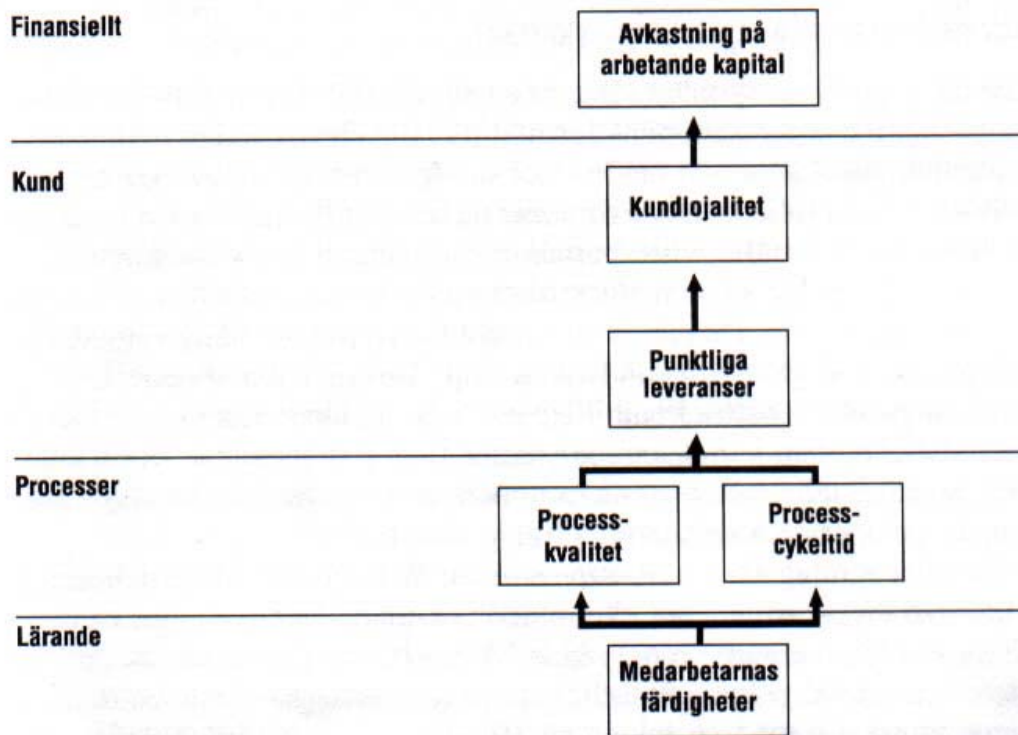 Finansiellt
Avkastning på
arbetande kapital
Kund
Kundlojalitet
Punktliga
leveranser
Processer
Process-
kvalitet
Process-
cykeltid
Lärande
Medarbetarnas
färdigheter